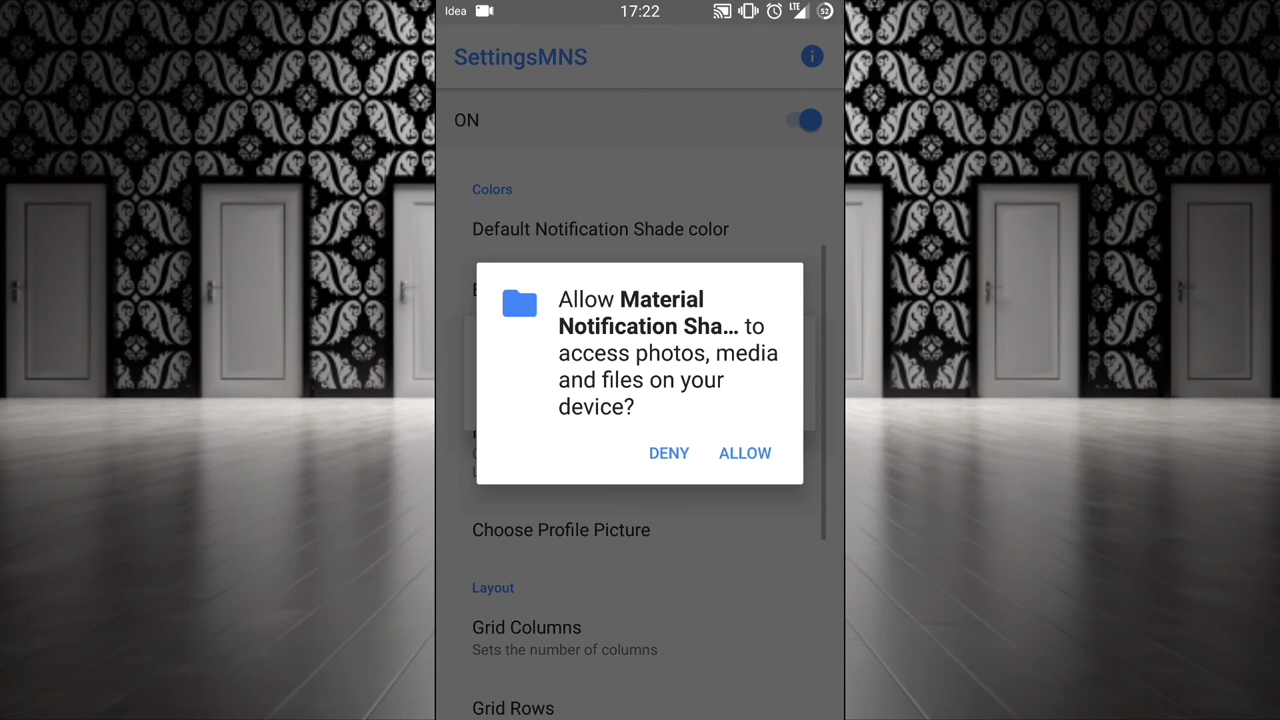 Idea 17:22 LTE 52
SettingsMNS
ON
Colors
Default Notification Shade color
Allow Material
Notification Sha... to
access photos, media
and files on your
device?
DENY ALLOW
Choose Profile Picture
Layout
Grid Columns
Sets the number of columns
Grid Rows